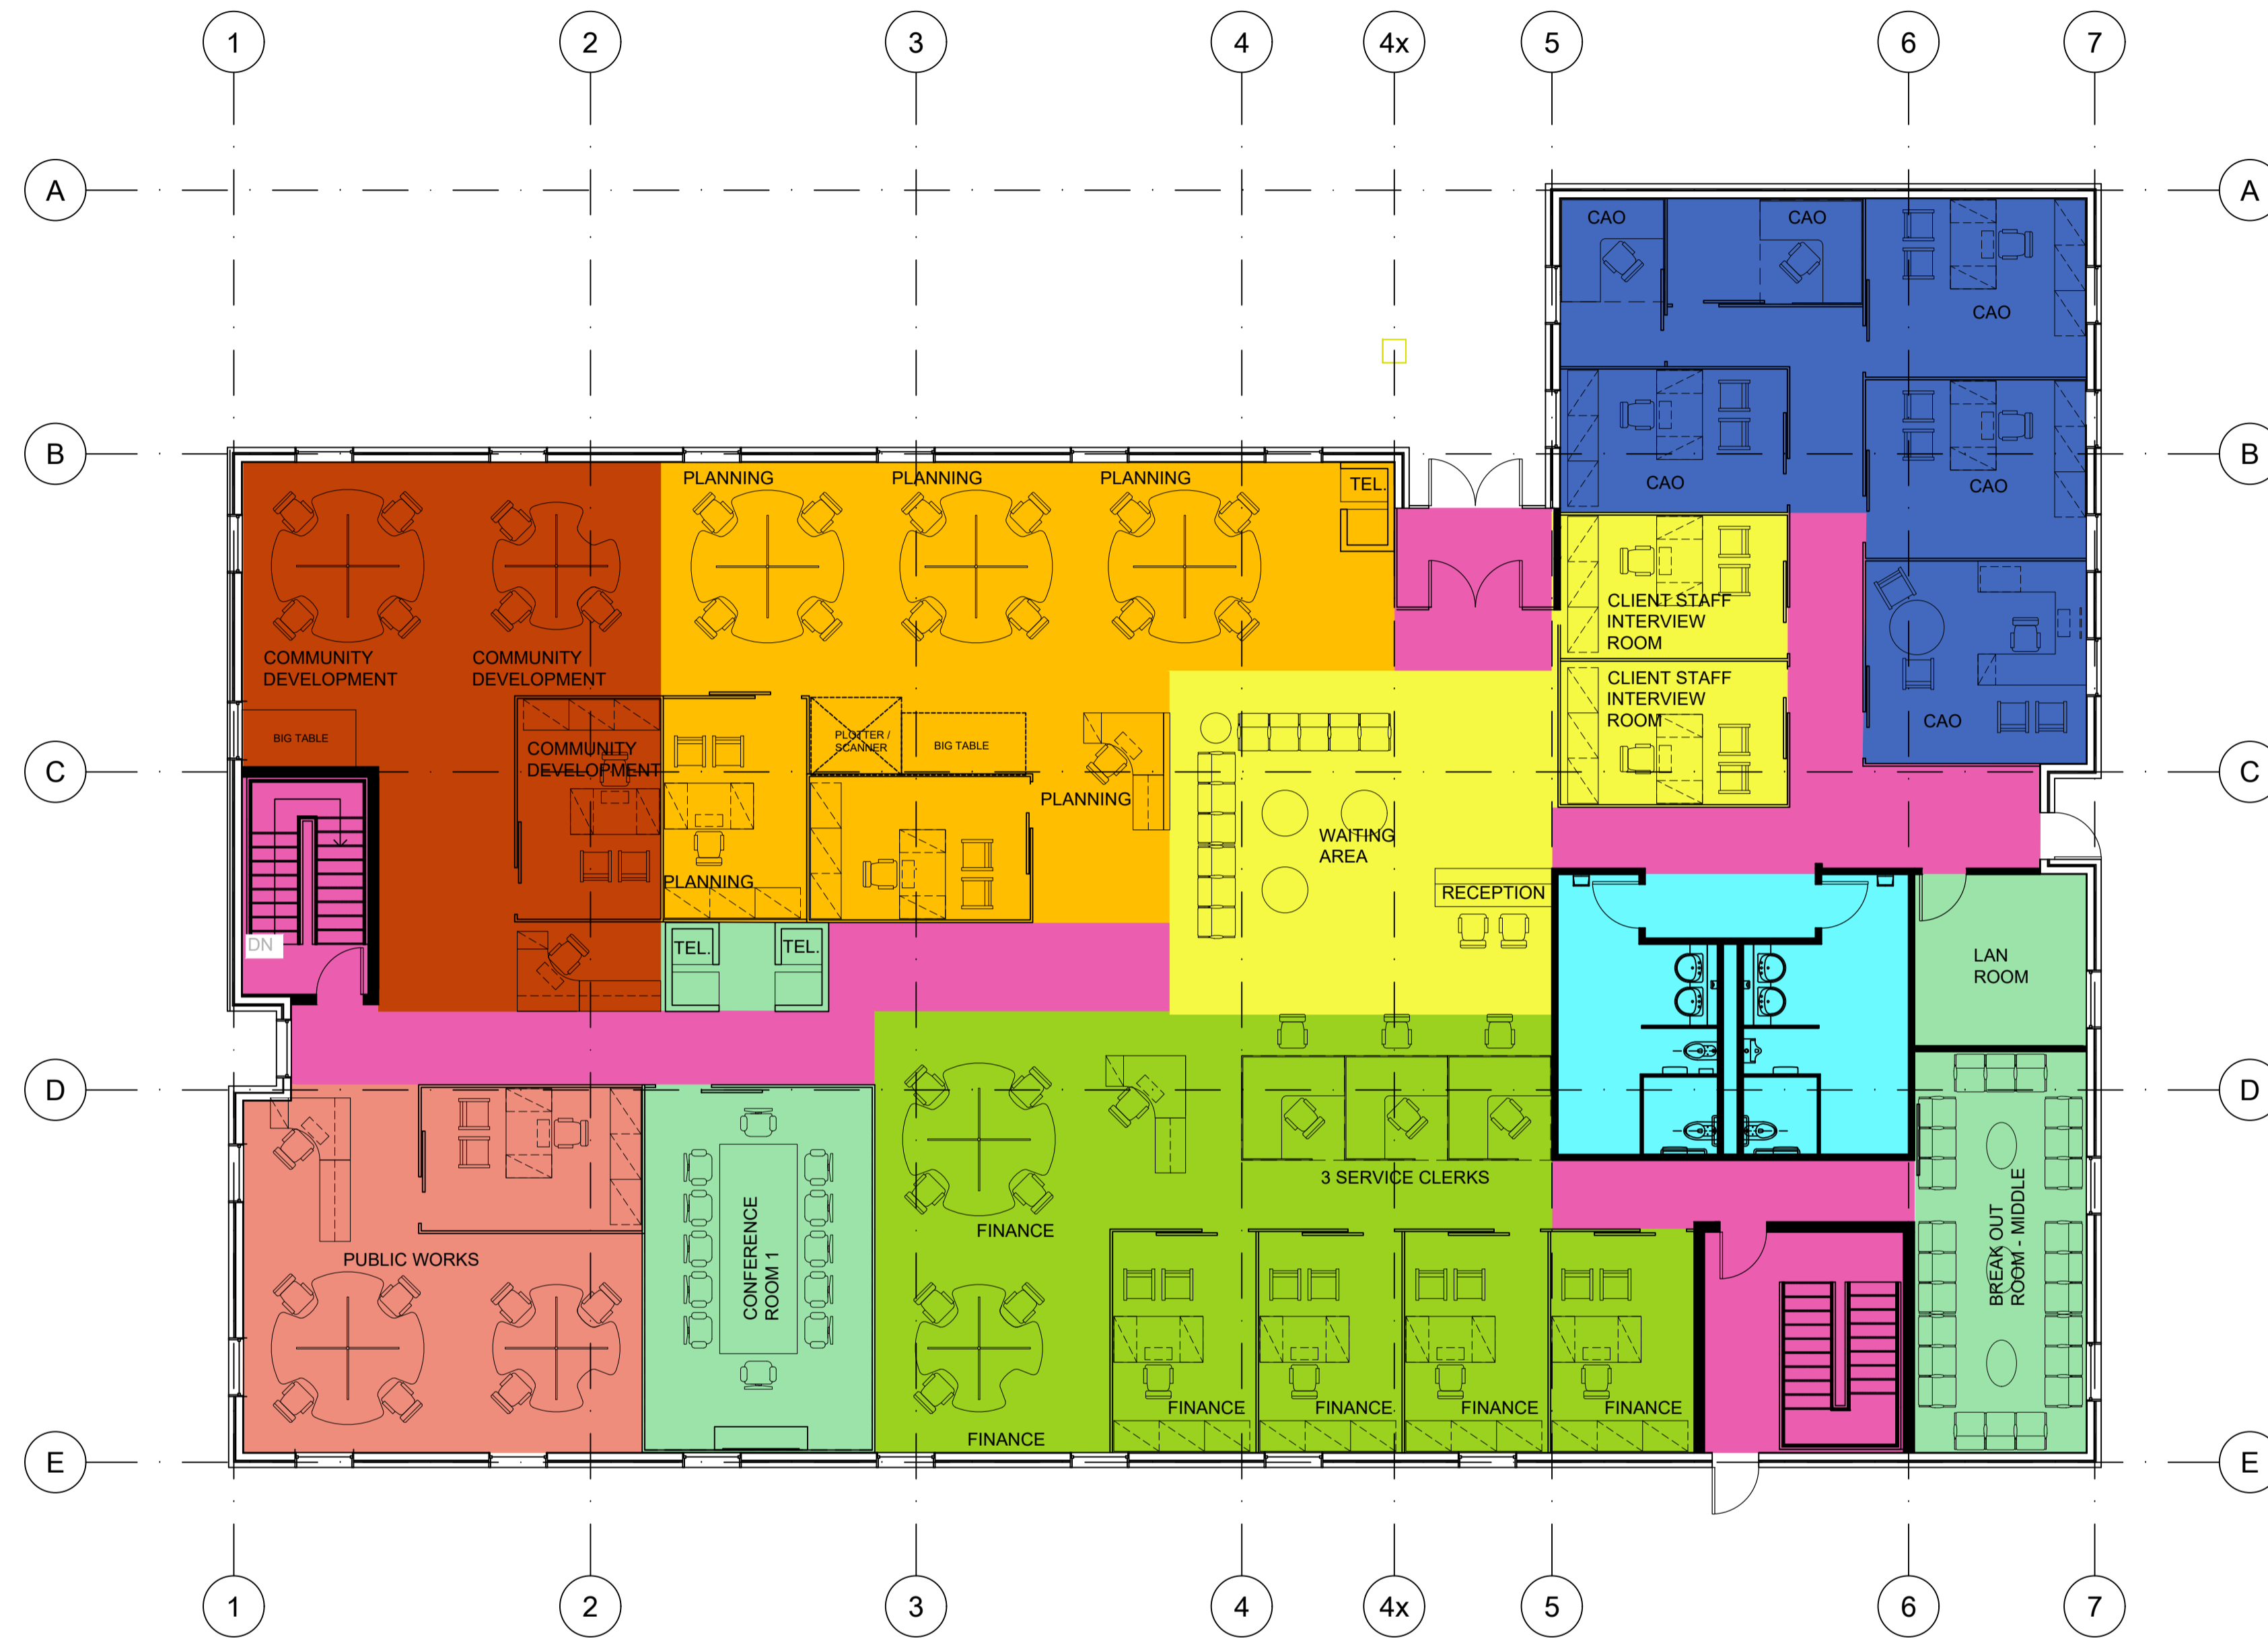 1 2 3 4 4x 5 6 7
A A
CAO CAO
CAO
B B
PLANNING PLANNING PLANNING
TEL.
CAO
CAO
CLIENT STAFF
INTERVIEW
ROOM
COMMUNITY
DEVELOPMENT
COMMUNITY
DEVELOPMENT
CLIENT STAFF
INTERVIEW
ROOM
CAO
BIG TABLE
COMMUNITY
DEVELOPMENT
PLOTTER /
SCANNER
BIG TABLE
C C
PLANNING
WAITING
AREA
PLANNING
RECEPTION
DN
TEL. TEL.
LAN
ROOM
D D
3 SERVICE CLERKS
FINANCE
PUBLIC WORKS
CONFERENCE
ROOM 1
BREAK OUT
ROOM - MIDDLE
FINANCE FINANCE FINANCE FINANCE
FINANCE
E E
1 2 3 4 4x 5 6 7